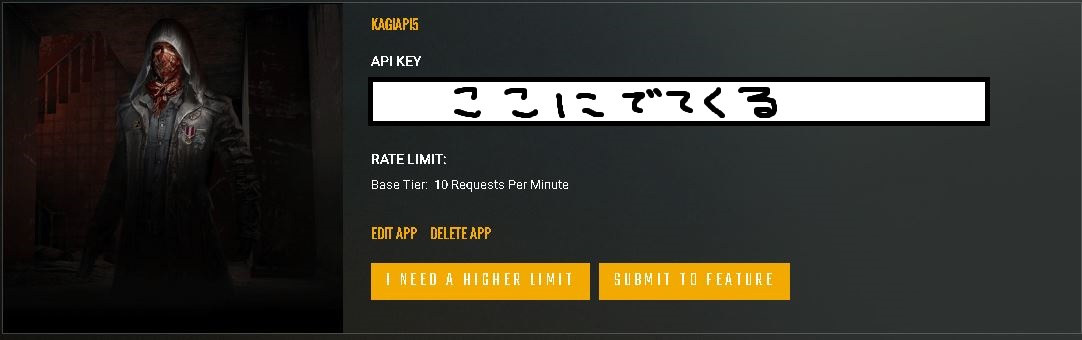 KAGIAPI5
API KEY
ここにでてくる
RATE LIMIT:
Base Tier: 10 Requests Per Minute
EDIT APP DELETE APP
I NEED A HIGHER LIMIT SUBMIT TO FEATURE